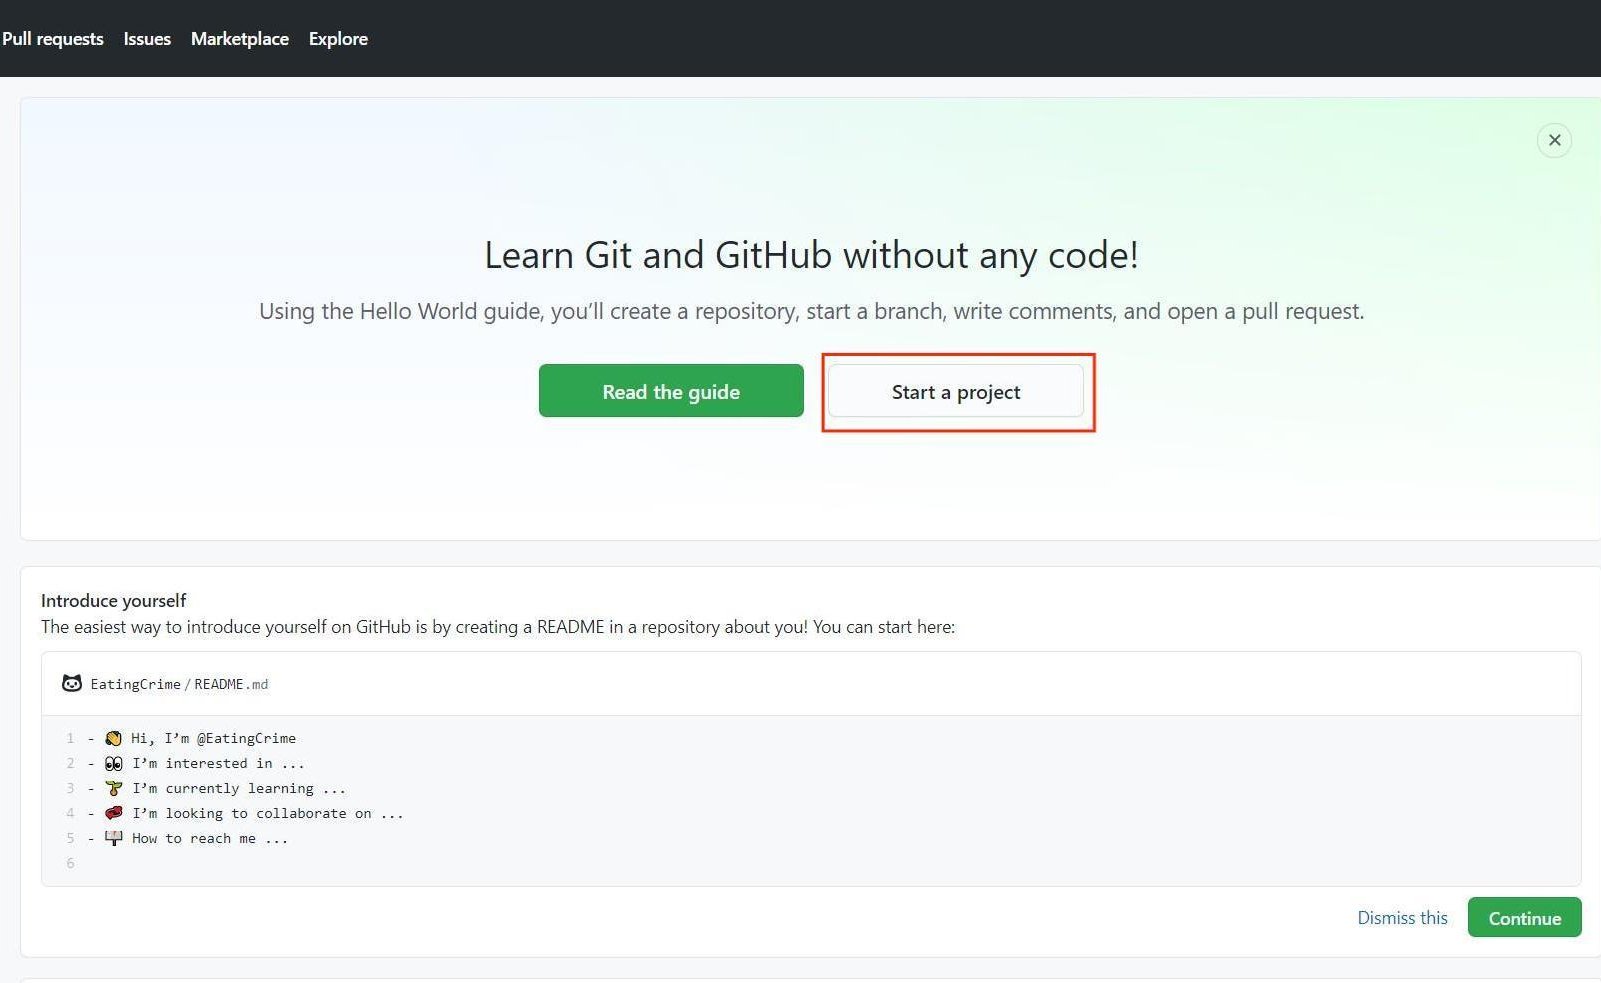 Pull requests Issues Marketplace Explore
Learn Git and GitHub without any code!
Using the Hello World guide, you’ll create a repository, start a branch, write comments, and open a pull request.
Read the guide Start a project
Introduce yourself
The easiest way to introduce yourself on GitHub is by creating a README in a repository about you! You can start here:
EatingCrime / README.md
1 - 👋 Hi, I’m @EatingCrime
2 - 👀 I’m interested in ...
3 - 🌱 I’m currently learning ...
4 - 💞️ I’m looking to collaborate on ...
5 - 📫 How to reach me ...
6
Dismiss this Continue